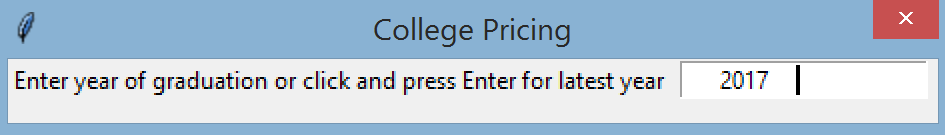 College Pricing
Enter year of graduation or click and press Enter for latest year 2017